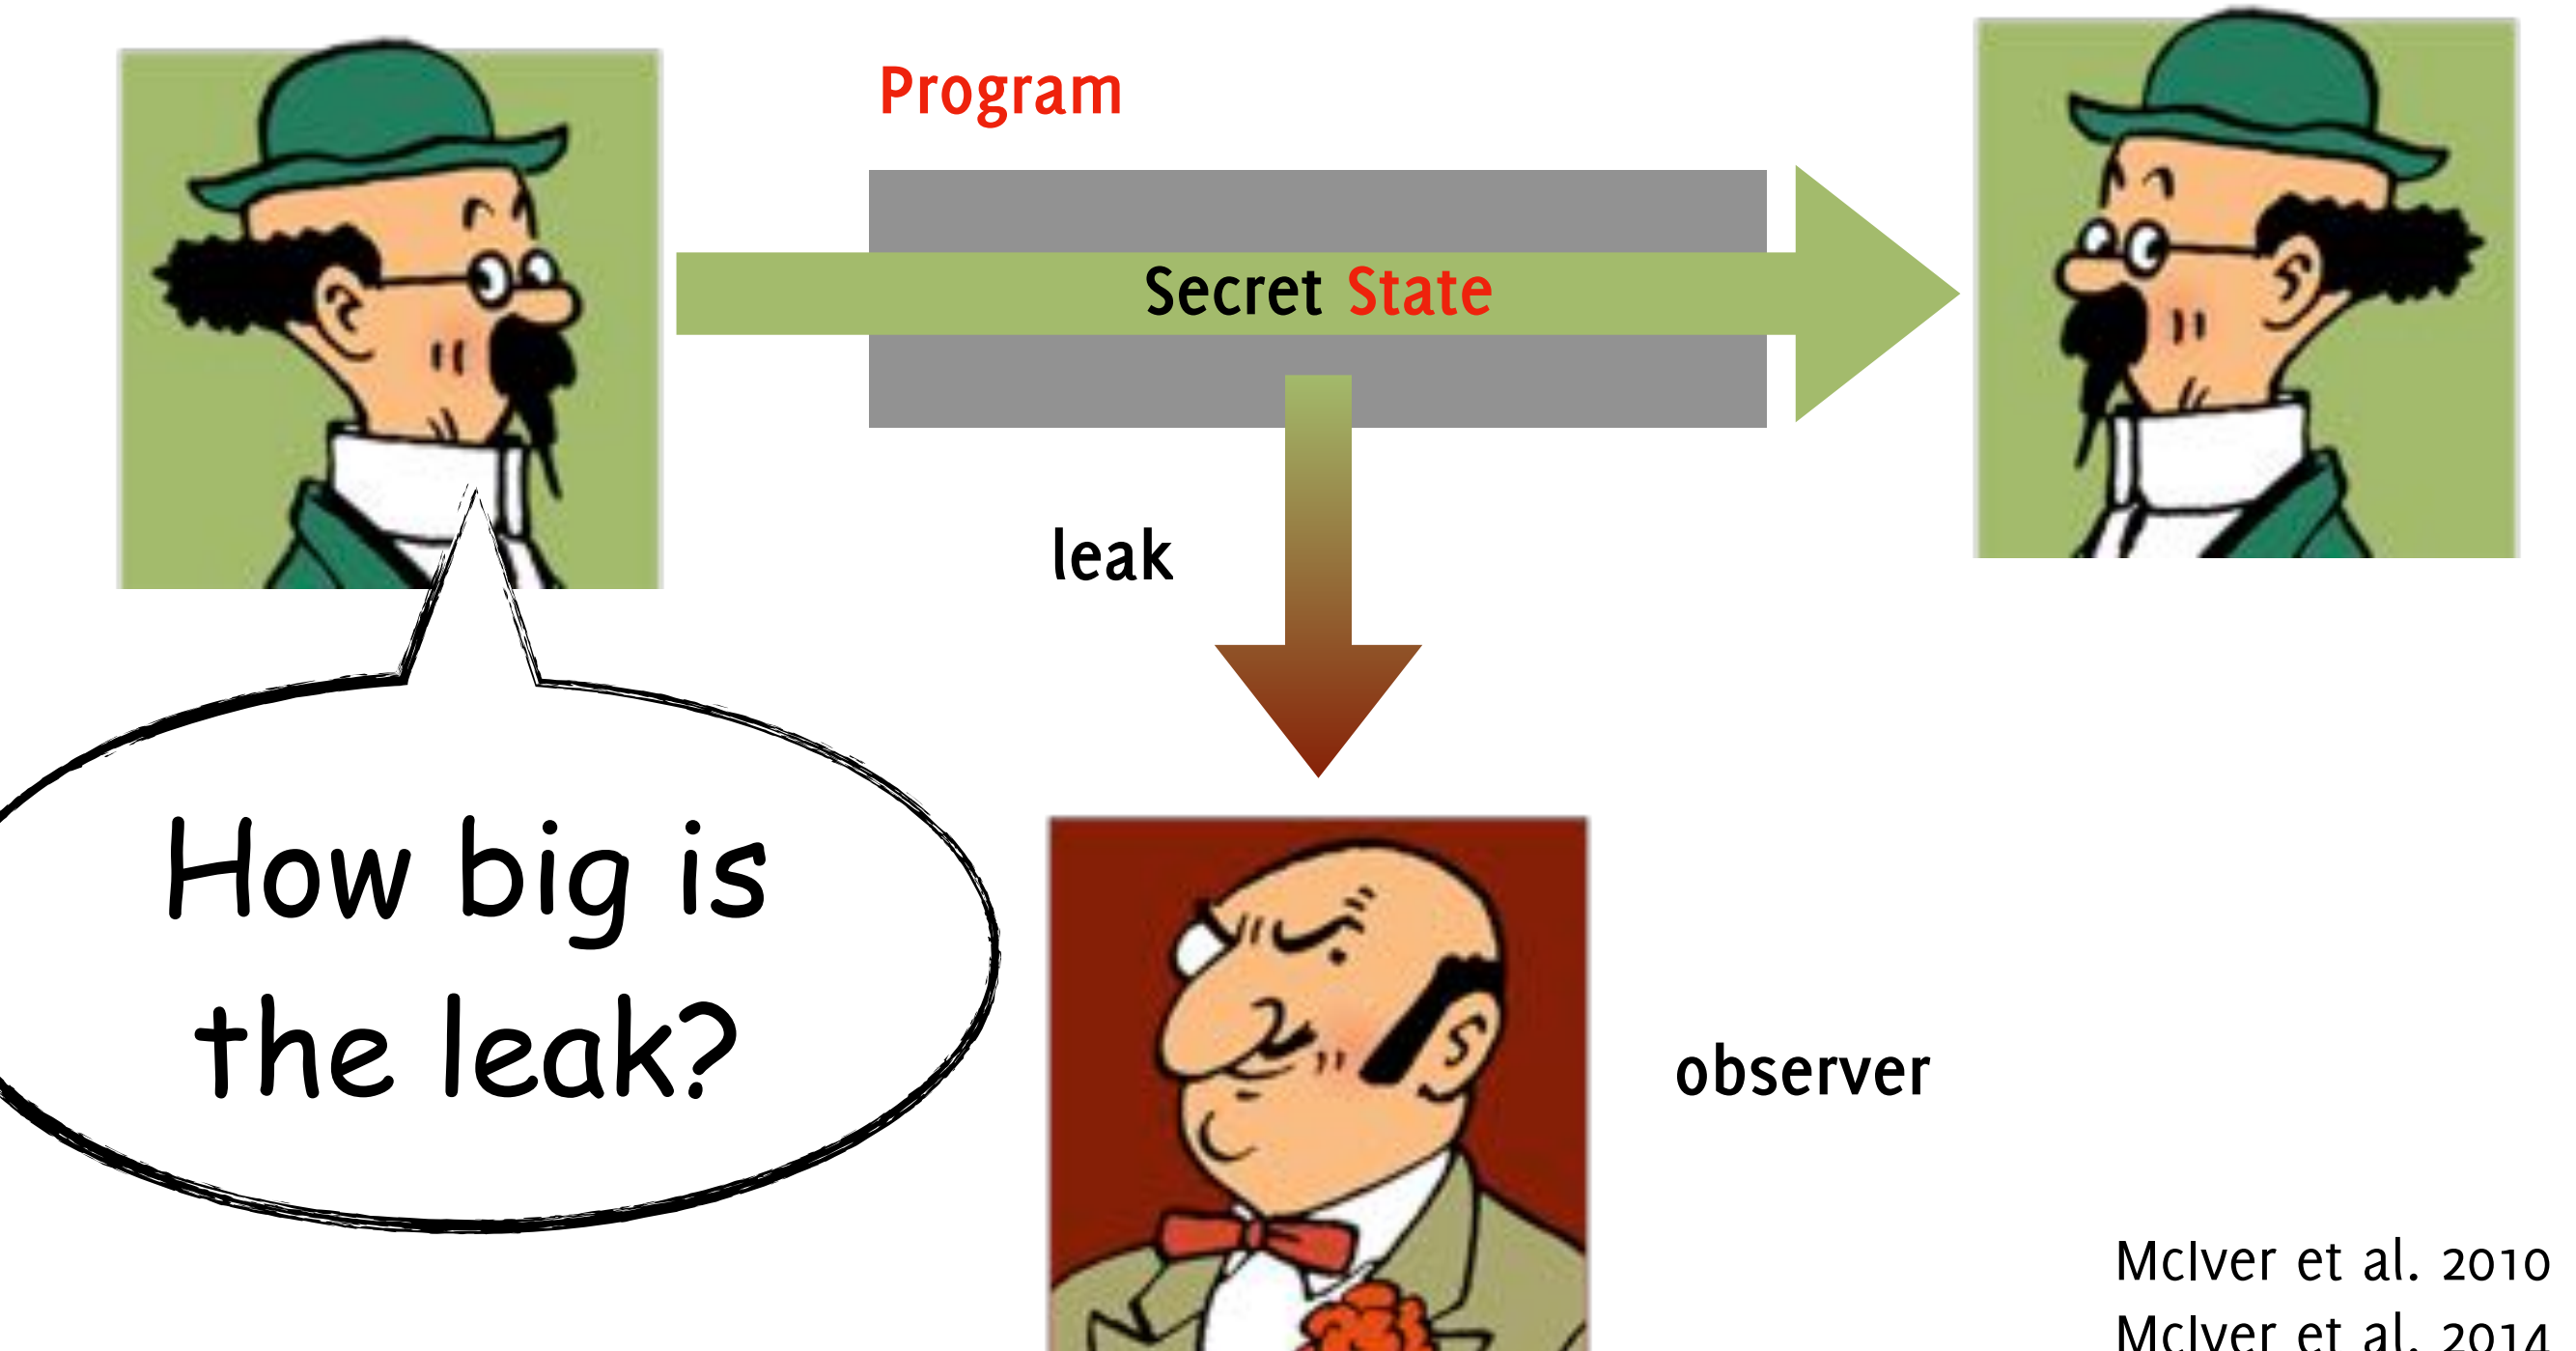 Program
Secret State
leak
How big is
the leak?
observer
McIver et al. 2010
McIver et al. 2014